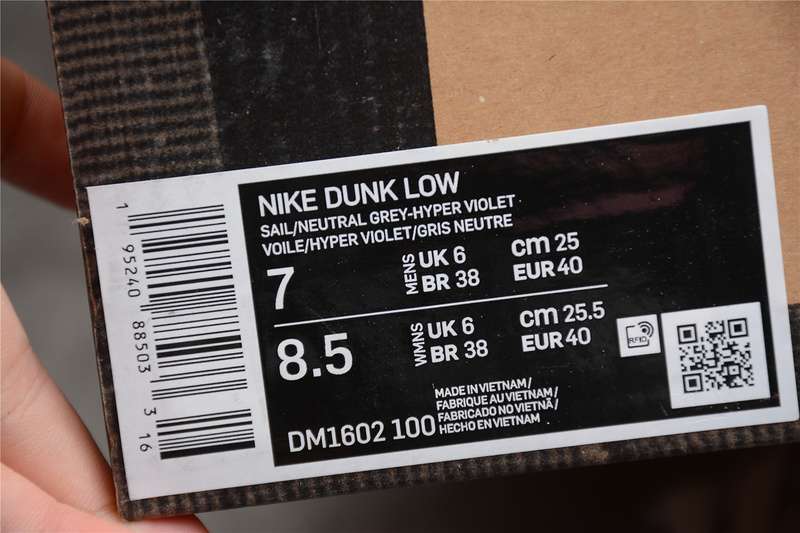 NIKE DUNK LOW
SAIL/NEUTRAL GREY-HYPER VIOLET
VOILE/HYPER VIOLET/GRIS NEUTRE
7
MENS
UK 6
BR 38
cm 25
EUR 40
8.5
WMNS
UK 6
BR 38
cm 25.5
EUR 40
RFID
DM1602 100
MADE IN VIETNAM/
FABRIQUE AU VIETNAM/
FABRICADO NO VIETNÃ/
HECHO EN VIETNAM
1 95240 88503 3 16